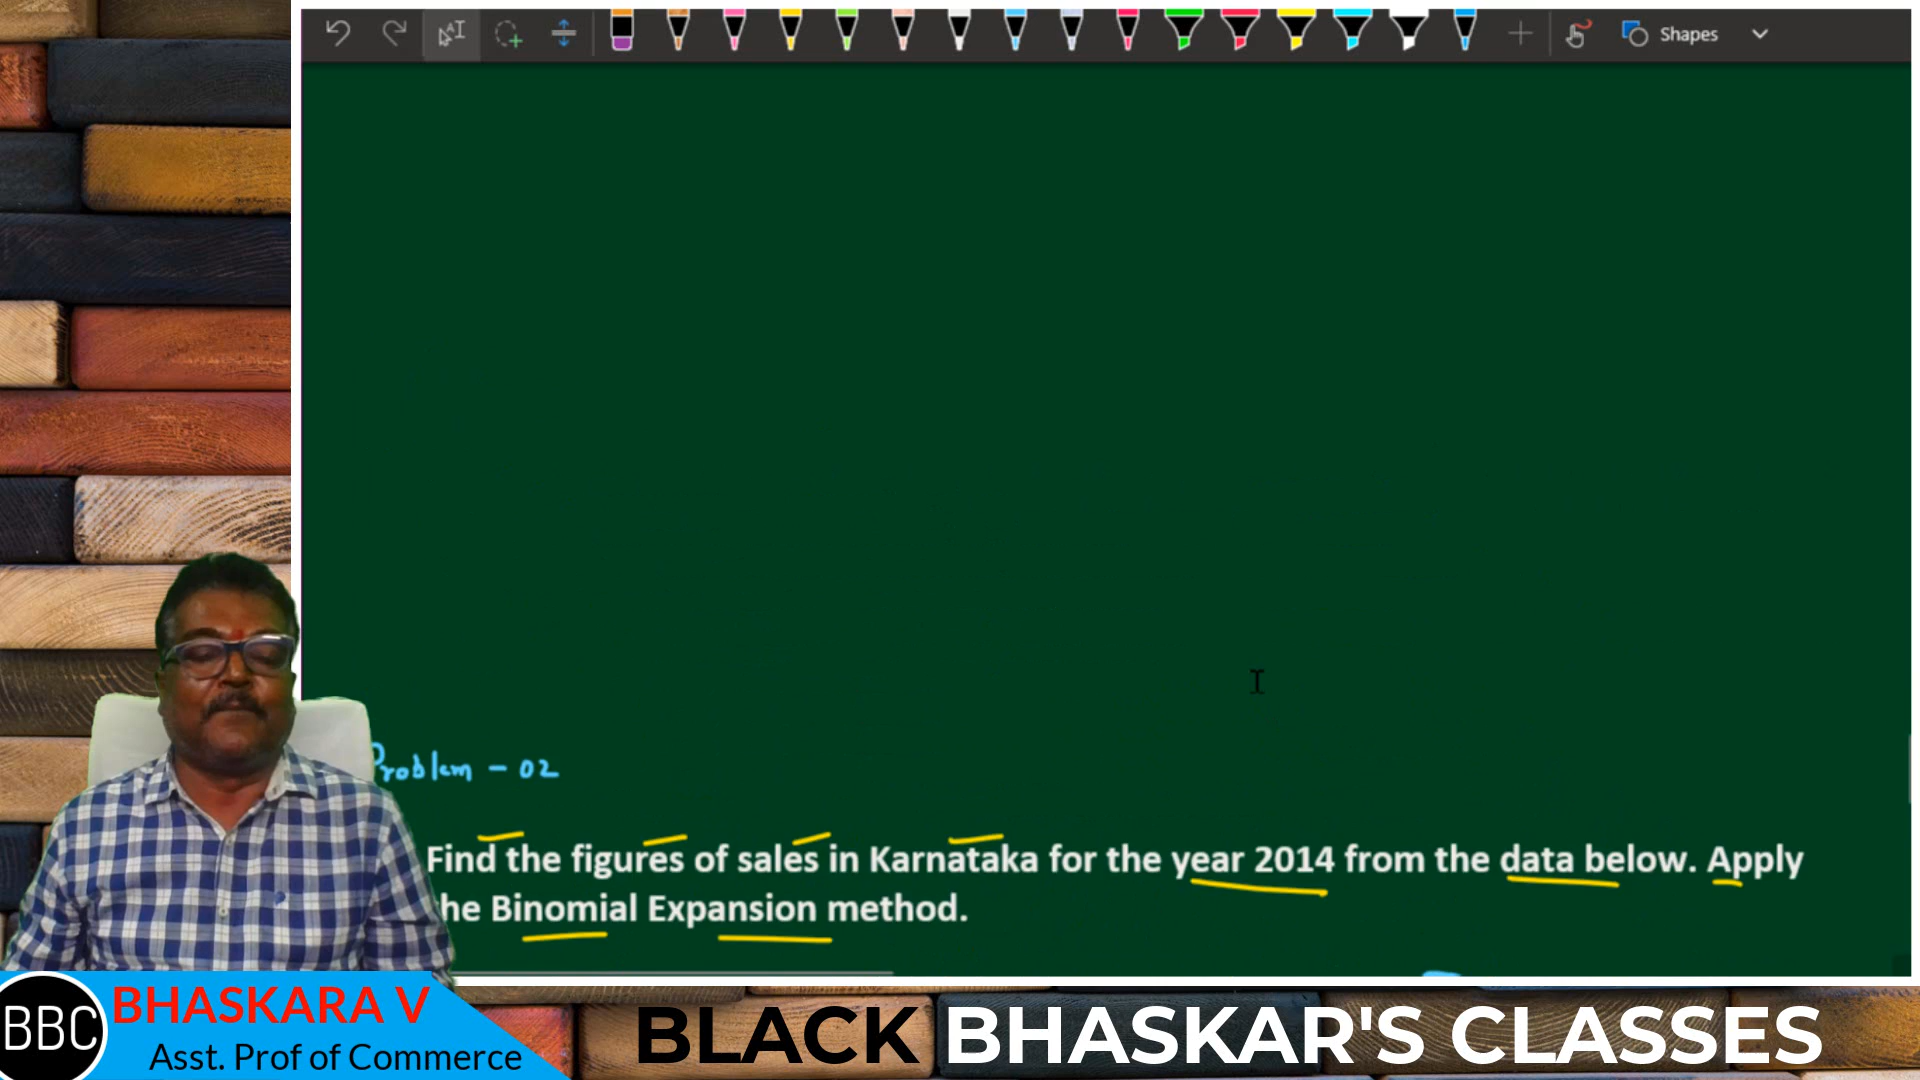 Shapes
Problem - 02
Find the figures of sales in Karnataka for the year 2014 from the data below. Apply
the Binomial Expansion method.
BBC
BHASKARA V
Asst. Prof of Commerce
BLACK BHASKAR'S CLASSES